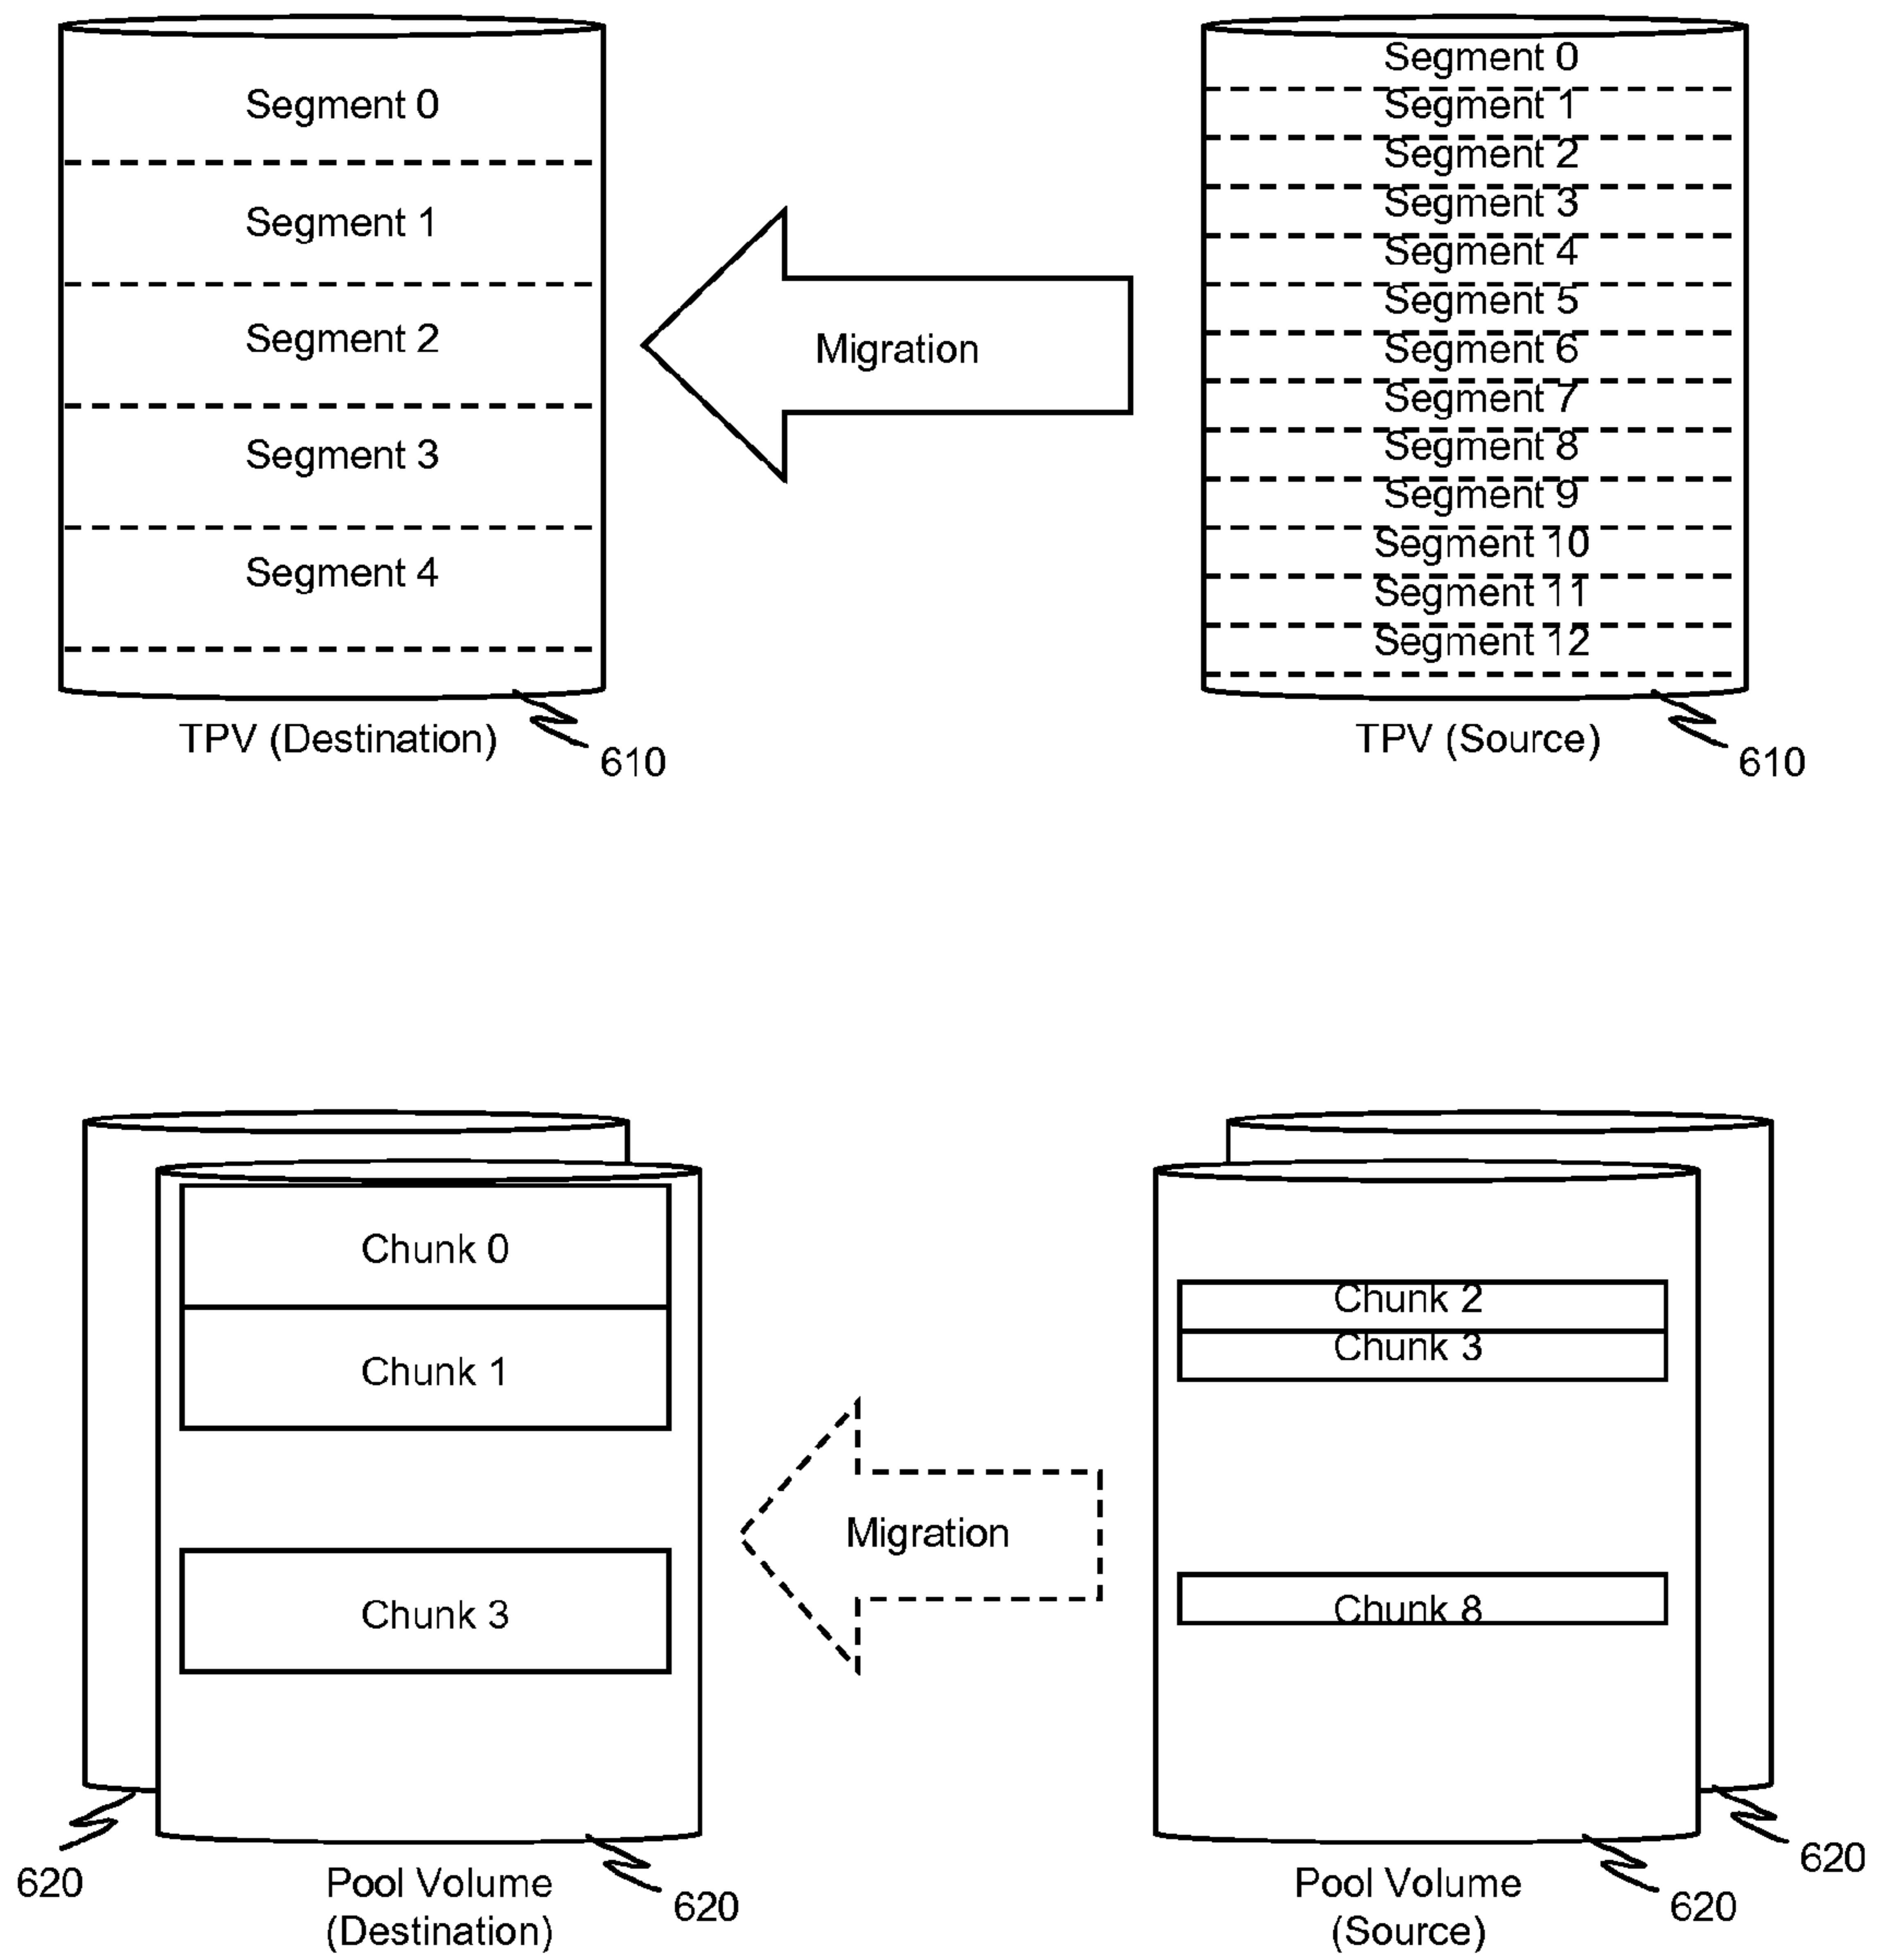 Segment 0
Segment 1
Segment 2
Segment 3
Segment 4
TPV (Destination)
610
Migration
Segment 0
Segment 1
Segment 2
Segment 3
Segment 4
Segment 5
Segment 6
Segment 7
Segment 8
Segment 9
Segment 10
Segment 11
Segment 12
TPV (Source)
610
Chunk 0
Chunk 1
Chunk 3
620
Pool Volume
(Destination)
620
Migration
Chunk 2
Chunk 3
Chunk 8
Pool Volume
(Source)
620
620